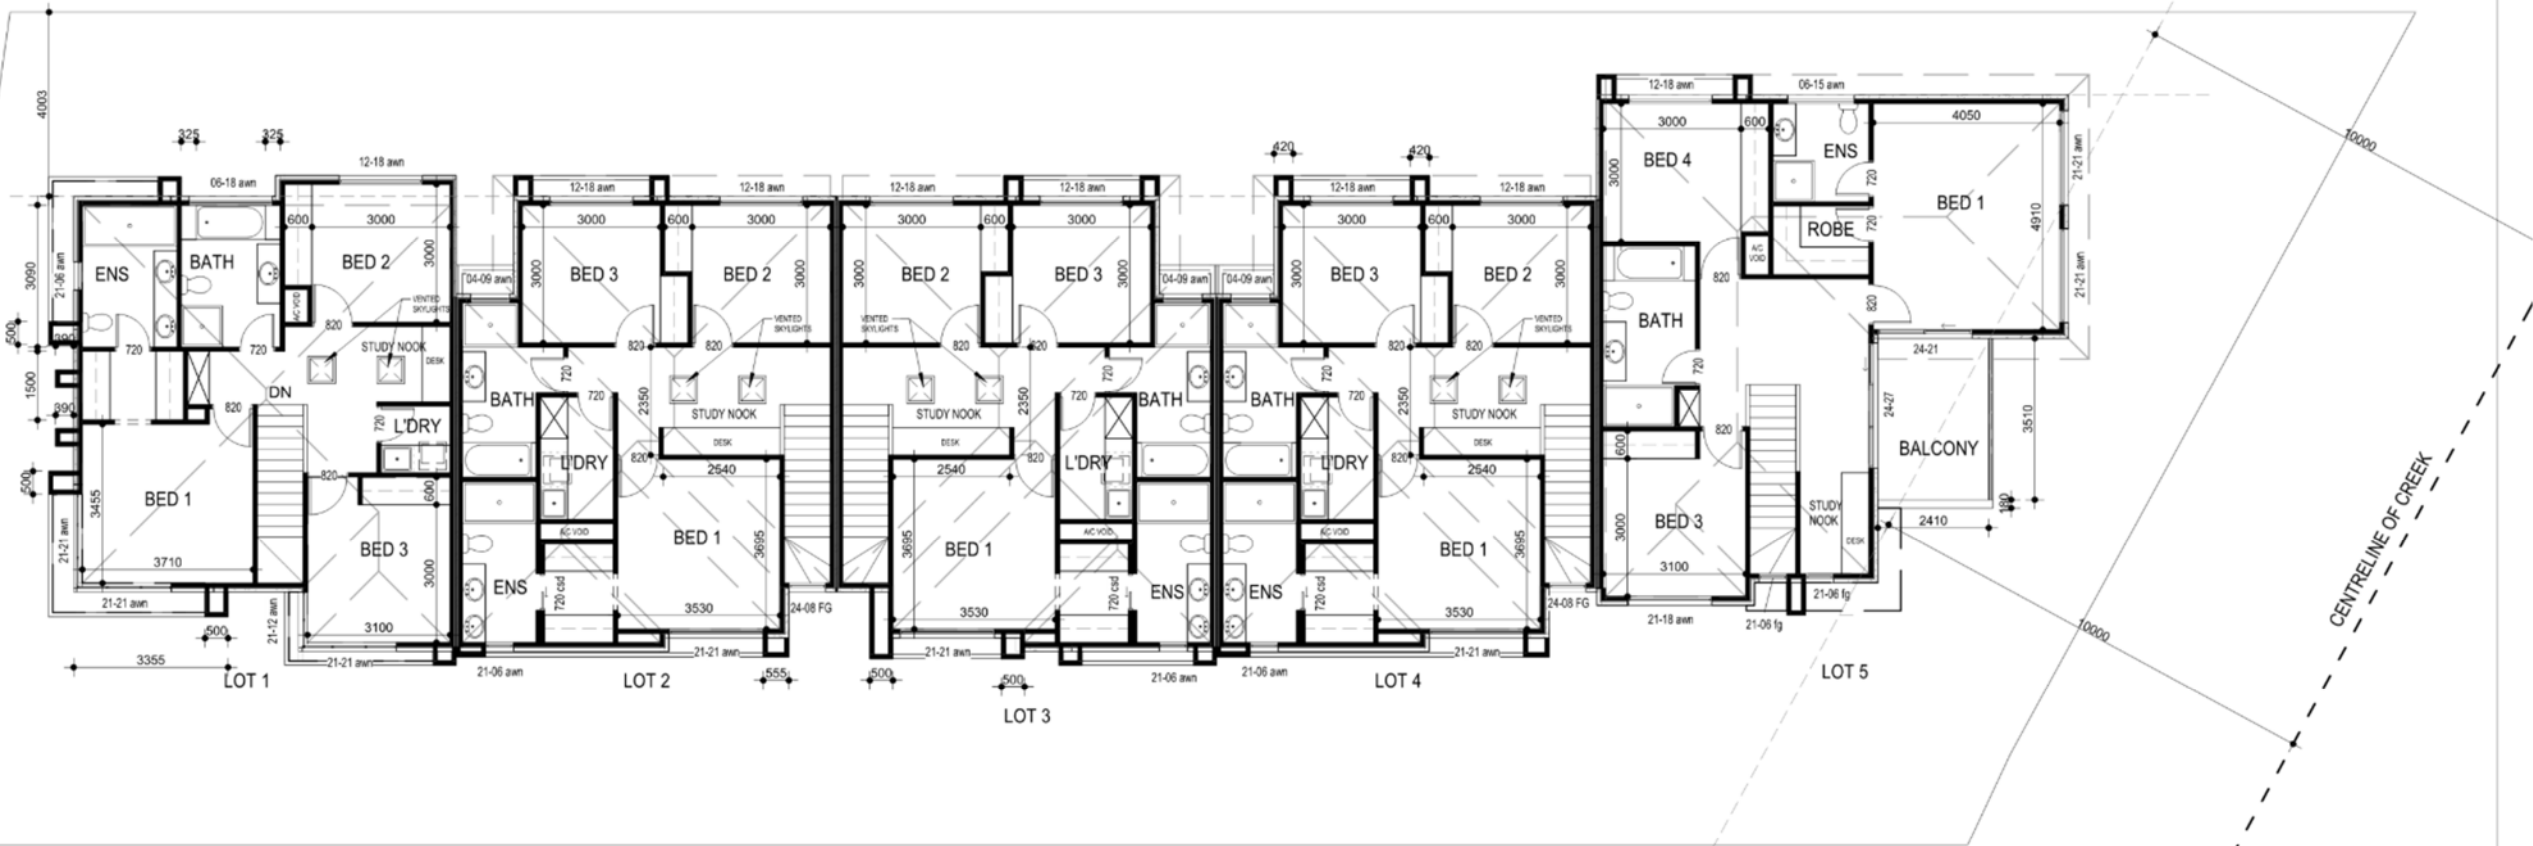 4003
325
325
12-18 awn
06-18 awn
600
3000
3000
3090
21-06 awn
ENS
BATH
BED 2
A/C VOID
VENTED
SKYLIGHTS
820
500
390
720
720
STUDY NOOK
DESK
1500
DN
390
820
720
L'DRY
820
600
500
BED 1
3455
21-21 awn
3710
BED 3
3000
21-21 awn
21-12 awn
3100
500
21-21 awn
3355
LOT 1
12-18 awn
12-18 awn
3000
600
3000
04-09 awn
3000
BED 3
BED 2
3000
VENTED
SKYLIGHTS
820
820
720
BATH
720
2350
STUDY NOOK
DESK
L'DRY
820
2540
A/C VOID
BED 1
3695
ENS
720 csd
3530
24-08 FG
21-06 awn
21-21 awn
LOT 2
555
12-18 awn
12-18 awn
3000
600
3000
3000
BED 2
BED 3
3000
04-09 awn
VENTED
SKYLIGHTS
820
820
720
STUDY NOOK
2350
720
BATH
DESK
2540
820
L'DRY
A/C VOID
3695
BED 1
720 csd
ENS
3530
21-21 awn
21-06 awn
500
500
LOT 3
420
420
12-18 awn
12-18 awn
3000
600
3000
04-09 awn
3000
BED 3
BED 2
3000
VENTED
SKYLIGHTS
820
820
720
BATH
720
2350
STUDY NOOK
DESK
L'DRY
820
2540
A/C VOID
BED 1
3695
ENS
720 csd
3530
24-08 FG
21-06 awn
21-21 awn
LOT 4
12-18 awn
06-15 awn
3000
600
4050
BED 4
3000
ENS
720
21-21 awn
BED 1
4910
ROBE
720
A/C
VOID
820
21-21 awn
820
BATH
24-21
720
24-27
820
600
BALCONY
3510
BED 3
3000
STUDY
NOOK
DESK
180
2410
3100
21-06 fg
21-18 awn
21-06 fg
LOT 5
10000
10000
CENTRELINE OF CREEK